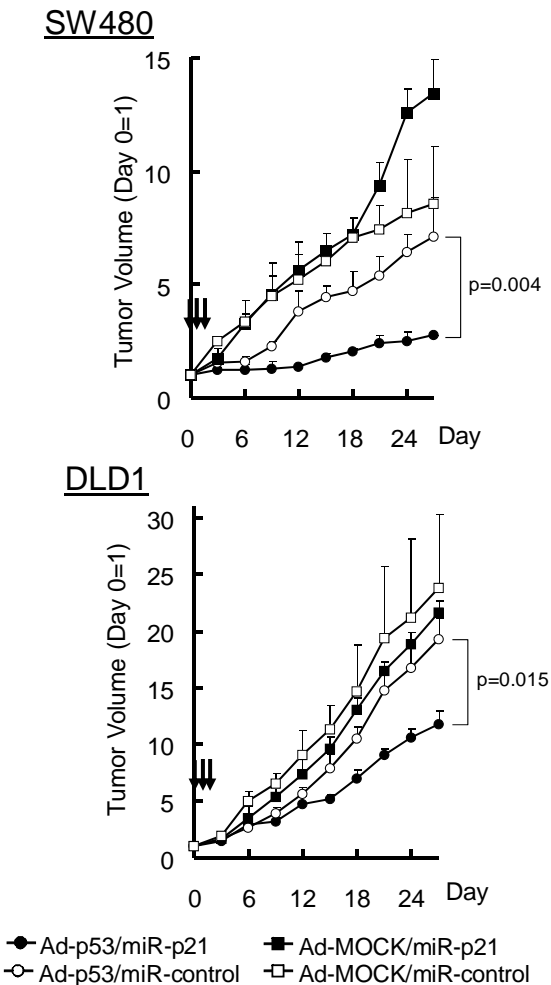 SW480
Tumor Volume (Day 0=1)
15
10
5
0
p=0.004
0 6 12 18 24 Day
DLD1
Tumor Volume (Day 0=1)
30
25
20
15
10
5
0
p=0.015
0 6 12 18 24 Day
Ad-p53/miR-p21 Ad-MOCK/miR-p21
Ad-p53/miR-control Ad-MOCK/miR-control